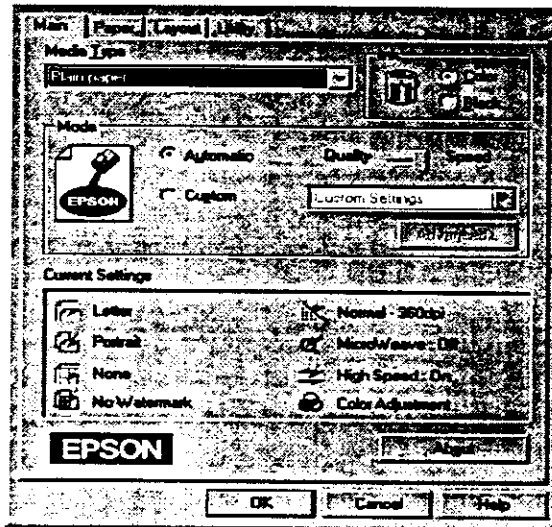 Main Paper Layout Utility
Media Type
Plain paper
Color
Black
Mode
EPSON
Automatic Quality Speed
Custom Custom Settings
Current Settings
Letter Normal - 360dpi
Portrait MicroWeave : Off
None High Speed : On
No Watermark Color Adjustment
EPSON
About
OK Cancel Help